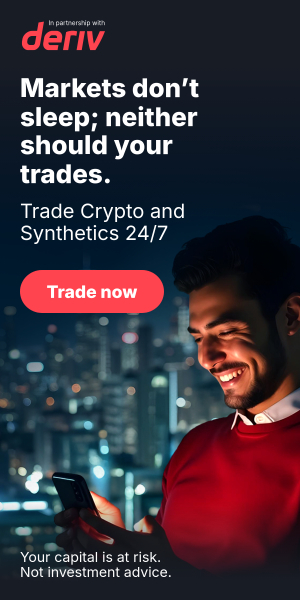 In partnership with
deriv
Markets don’t
sleep; neither
should your
trades.
Trade Crypto and
Synthetics 24/7
Trade now
Your capital is at risk.
Not investment advice.